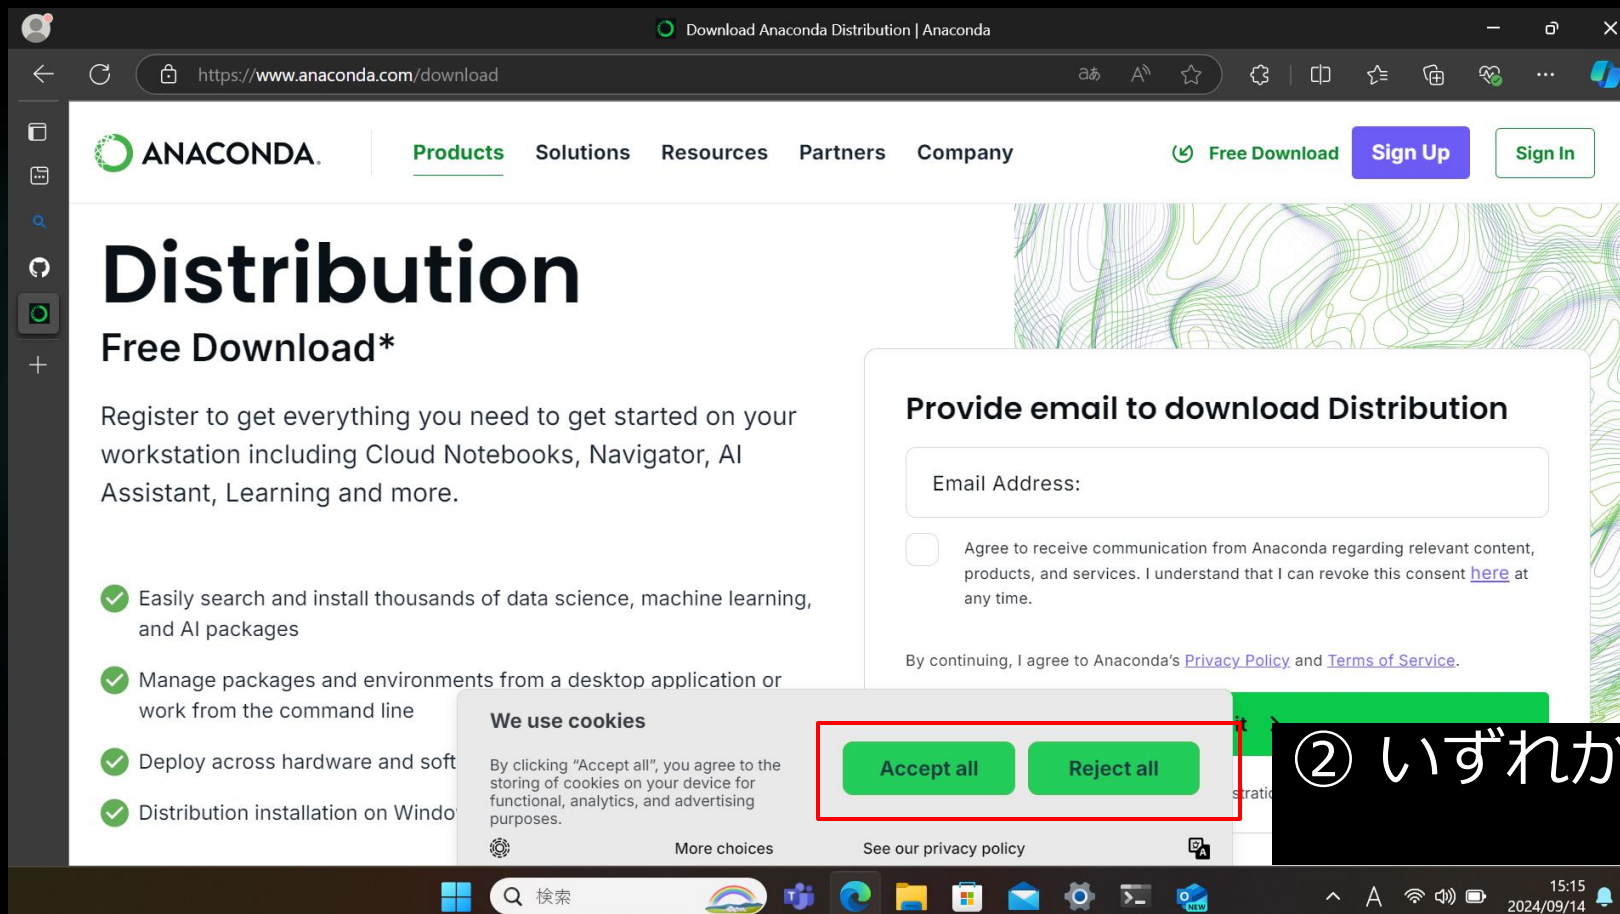 Download Anaconda Distribution | Anaconda
https://www.anaconda.com/download
ANACONDA.
Products
Solutions
Resources
Partners
Company
Free Download
Sign Up
Sign In
Distribution
Free Download*
Register to get everything you need to get started on your
workstation including Cloud Notebooks, Navigator, AI
Assistant, Learning and more.
Easily search and install thousands of data science, machine learning,
and AI packages
Manage packages and environments from a desktop application or
work from the command line
Deploy across hardware and soft
Distribution installation on Windo
Provide email to download Distribution
Email Address:
Agree to receive communication from Anaconda regarding relevant content,
products, and services. I understand that I can revoke this consent here at
any time.
By continuing, I agree to Anaconda's Privacy Policy and Terms of Service.
We use cookies
By clicking “Accept all”, you agree to the
storing of cookies on your device for
functional, analytics, and advertising
purposes.
Accept all
Reject all
More choices
See our privacy policy
② いずれか
検索
A
15:15
2024/09/14